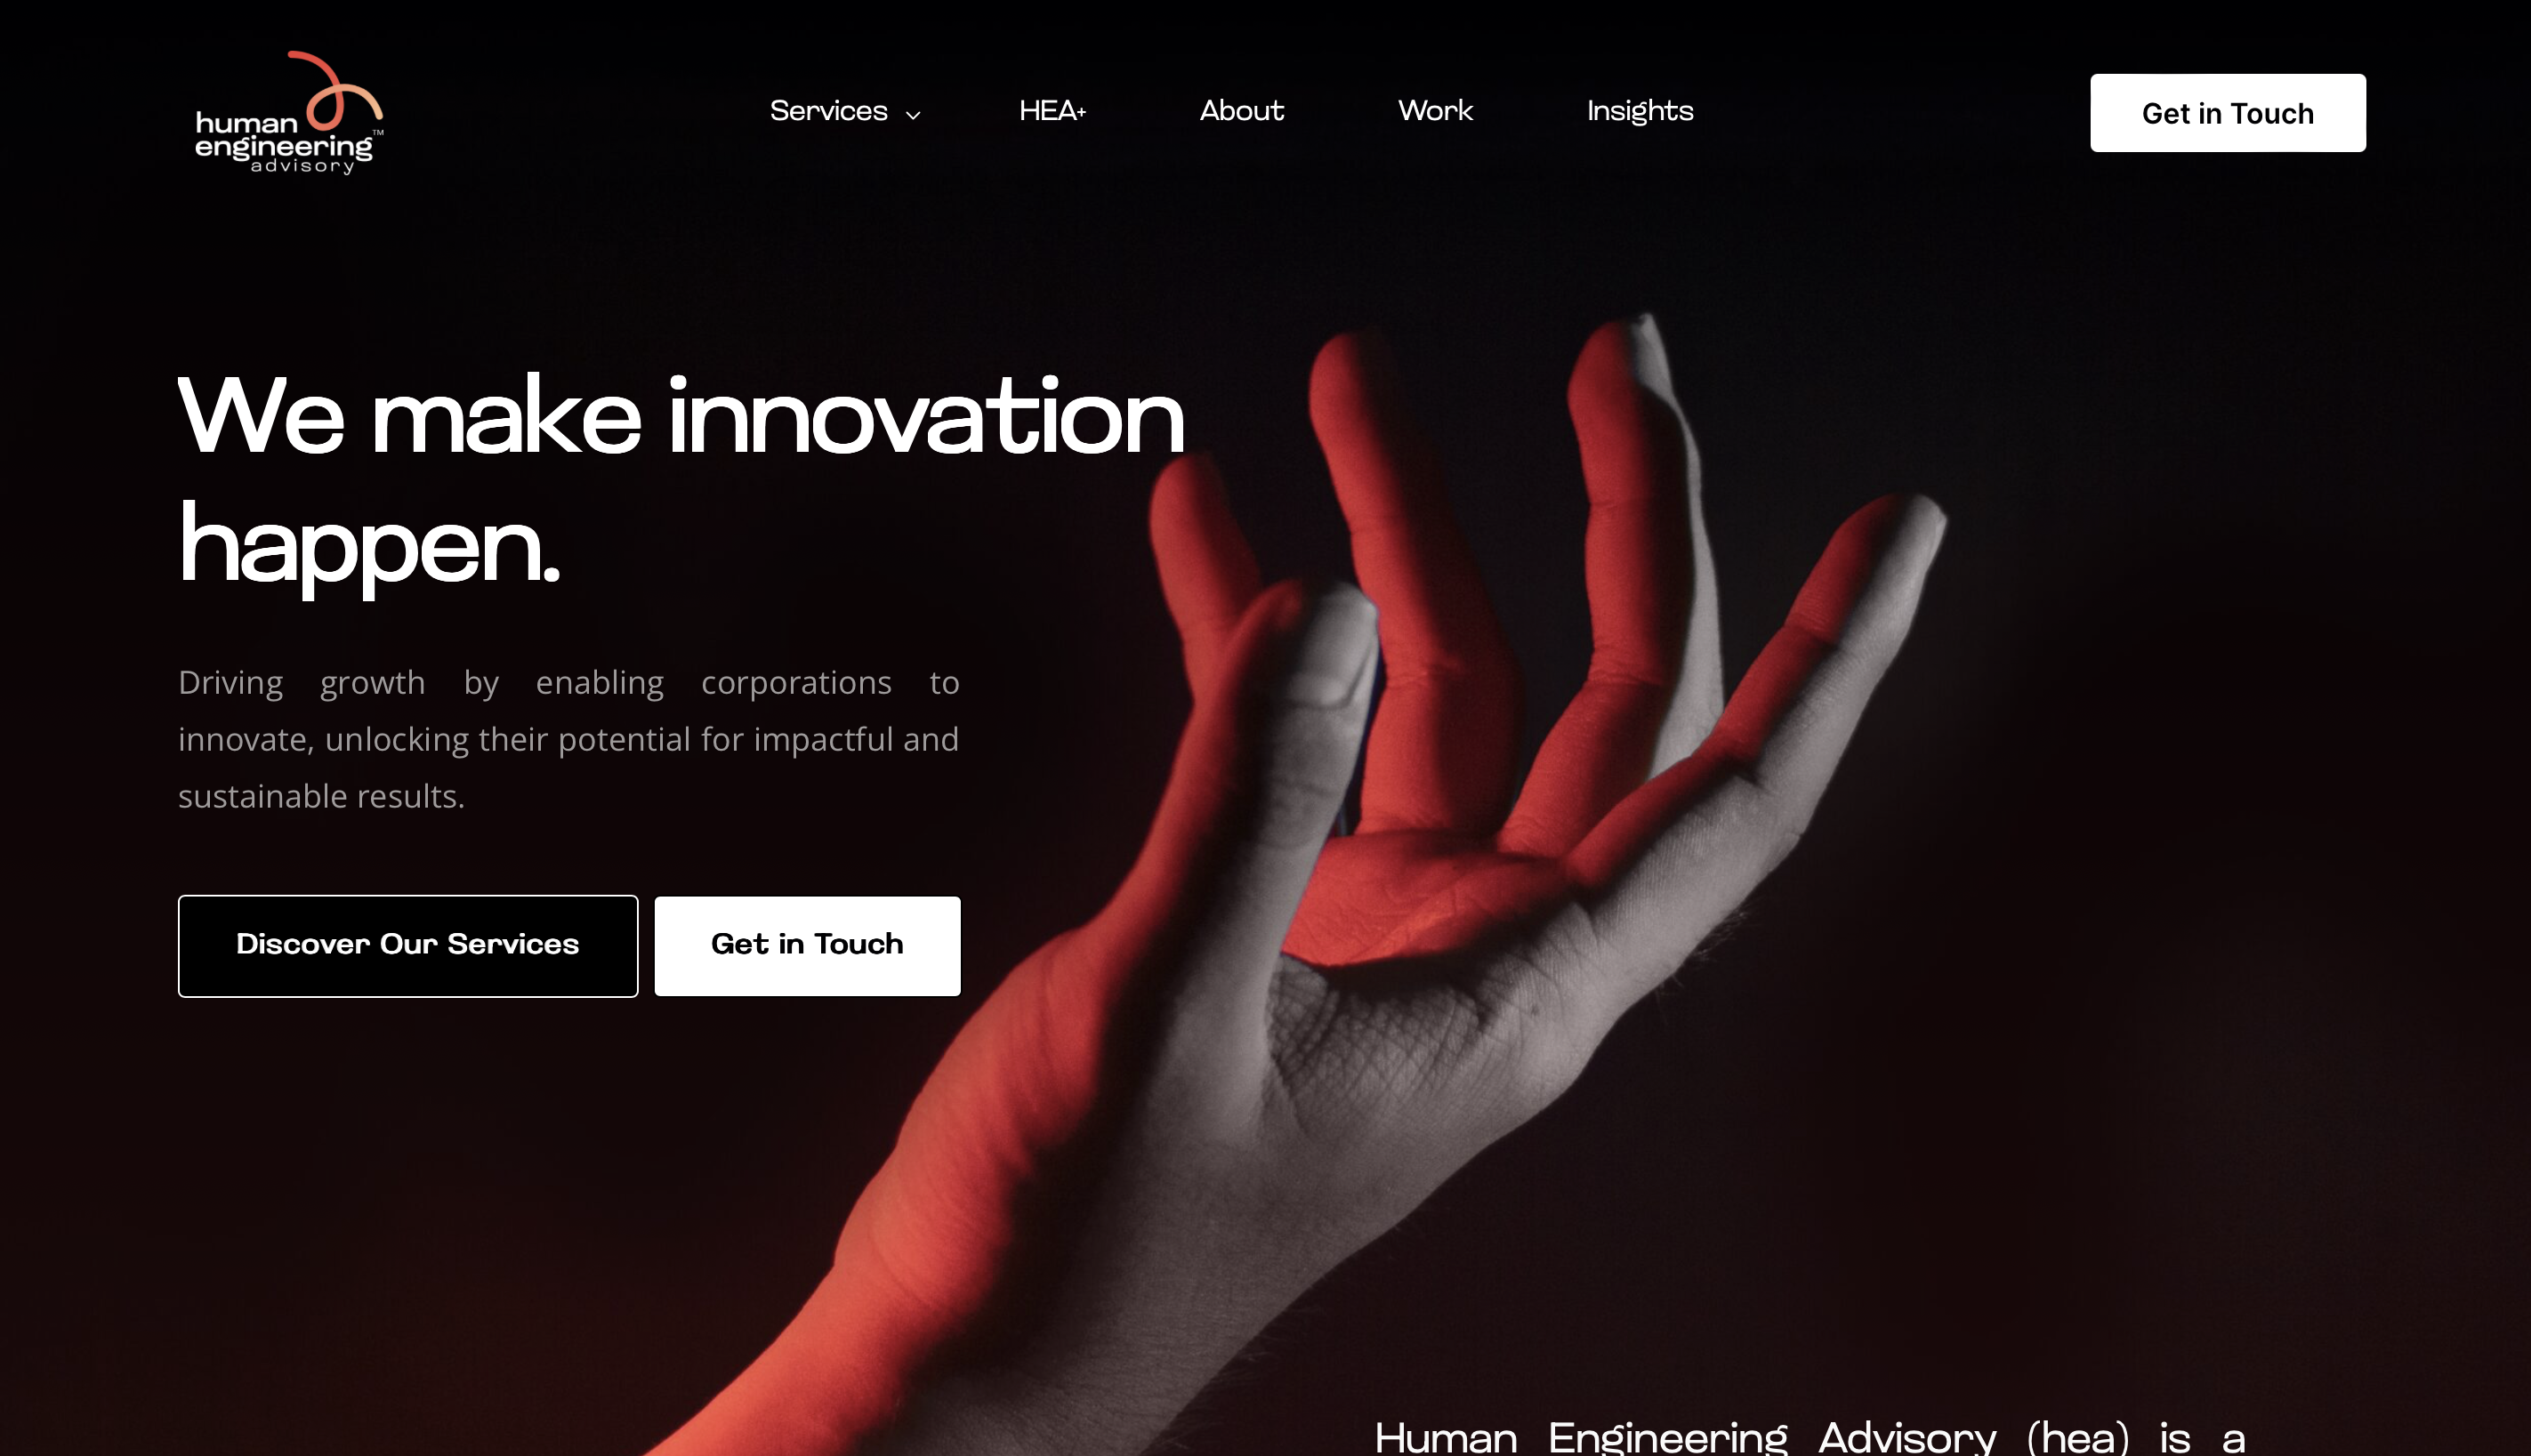 human
engineering™
advisory
Services
HEA+
About
Work
Insights
Get in Touch
We make innovation
happen.
Driving growth by enabling corporations to
innovate, unlocking their potential for impactful and
sustainable results.
Discover Our Services
Get in Touch
Human Engineering Advisory (hea) is a